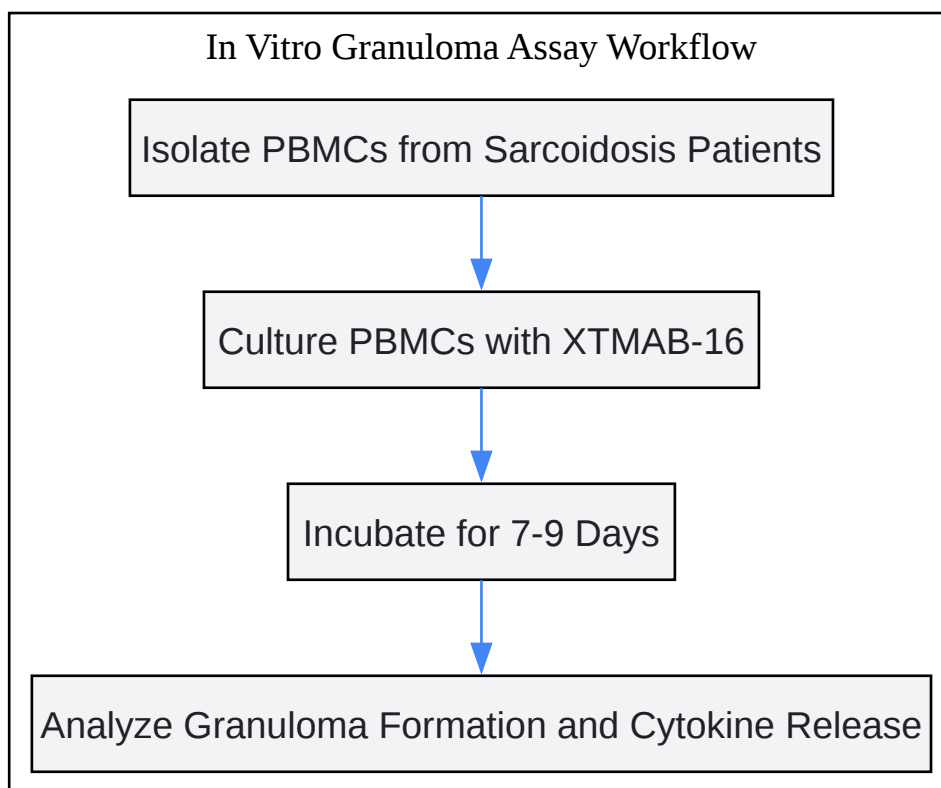 In Vitro Granuloma Assay Workflow
Isolate PBMCs from Sarcoidosis Patients
Culture PBMCs with XTMAB-16
Incubate for 7-9 Days
Analyze Granuloma Formation and Cytokine Release